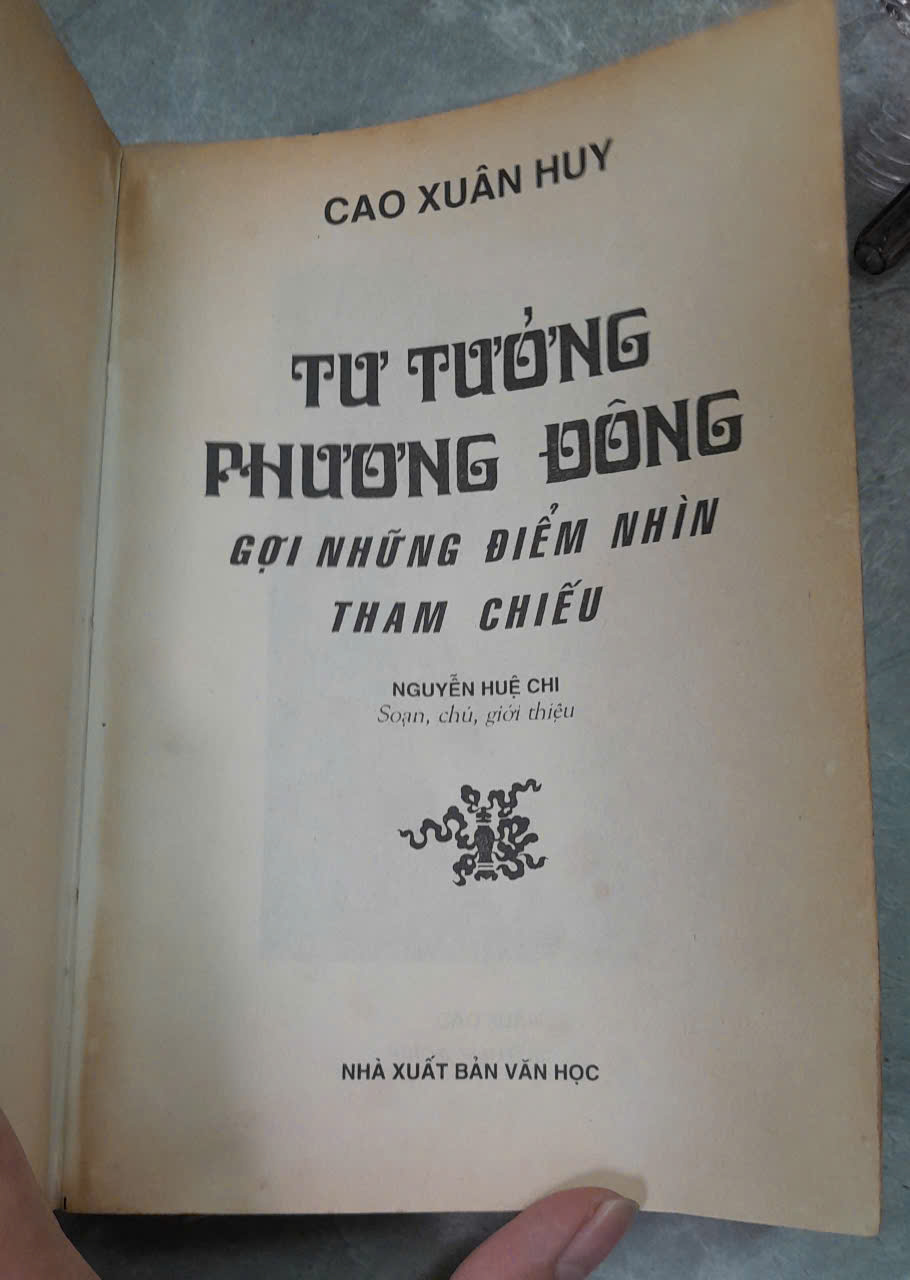 CAO XUÂN HUY
TƯ TƯỞNG
PHƯƠNG ĐÔNG
GỢI NHỮNG ĐIỂM NHÌN
THAM CHIẾU
NGUYỄN HUỆ CHI
Soạn, chú, giới thiệu
NHÀ XUẤT BẢN VĂN HỌC